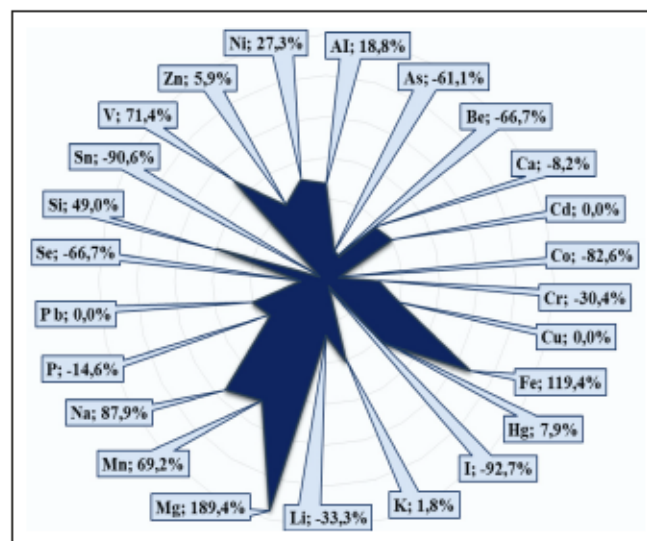 Ni; 27,3%
AI; 18,8%
Zn; 5,9%
As; -61,1%
V; 71,4%
Be; -66,7%
Sn; -90,6%
Ca; -8,2%
Si; 49,0%
Cd; 0,0%
Se; -66,7%
Co; -82,6%
Pb; 0,0%
Cr; -30,4%
P; -14,6%
Cu; 0,0%
Na; 87,9%
Fe; 119,4%
Mn; 69,2%
Hg; 7,9%
Mg; 189,4%
Li; -33,3%
K; 1,8%
I; -92,7%